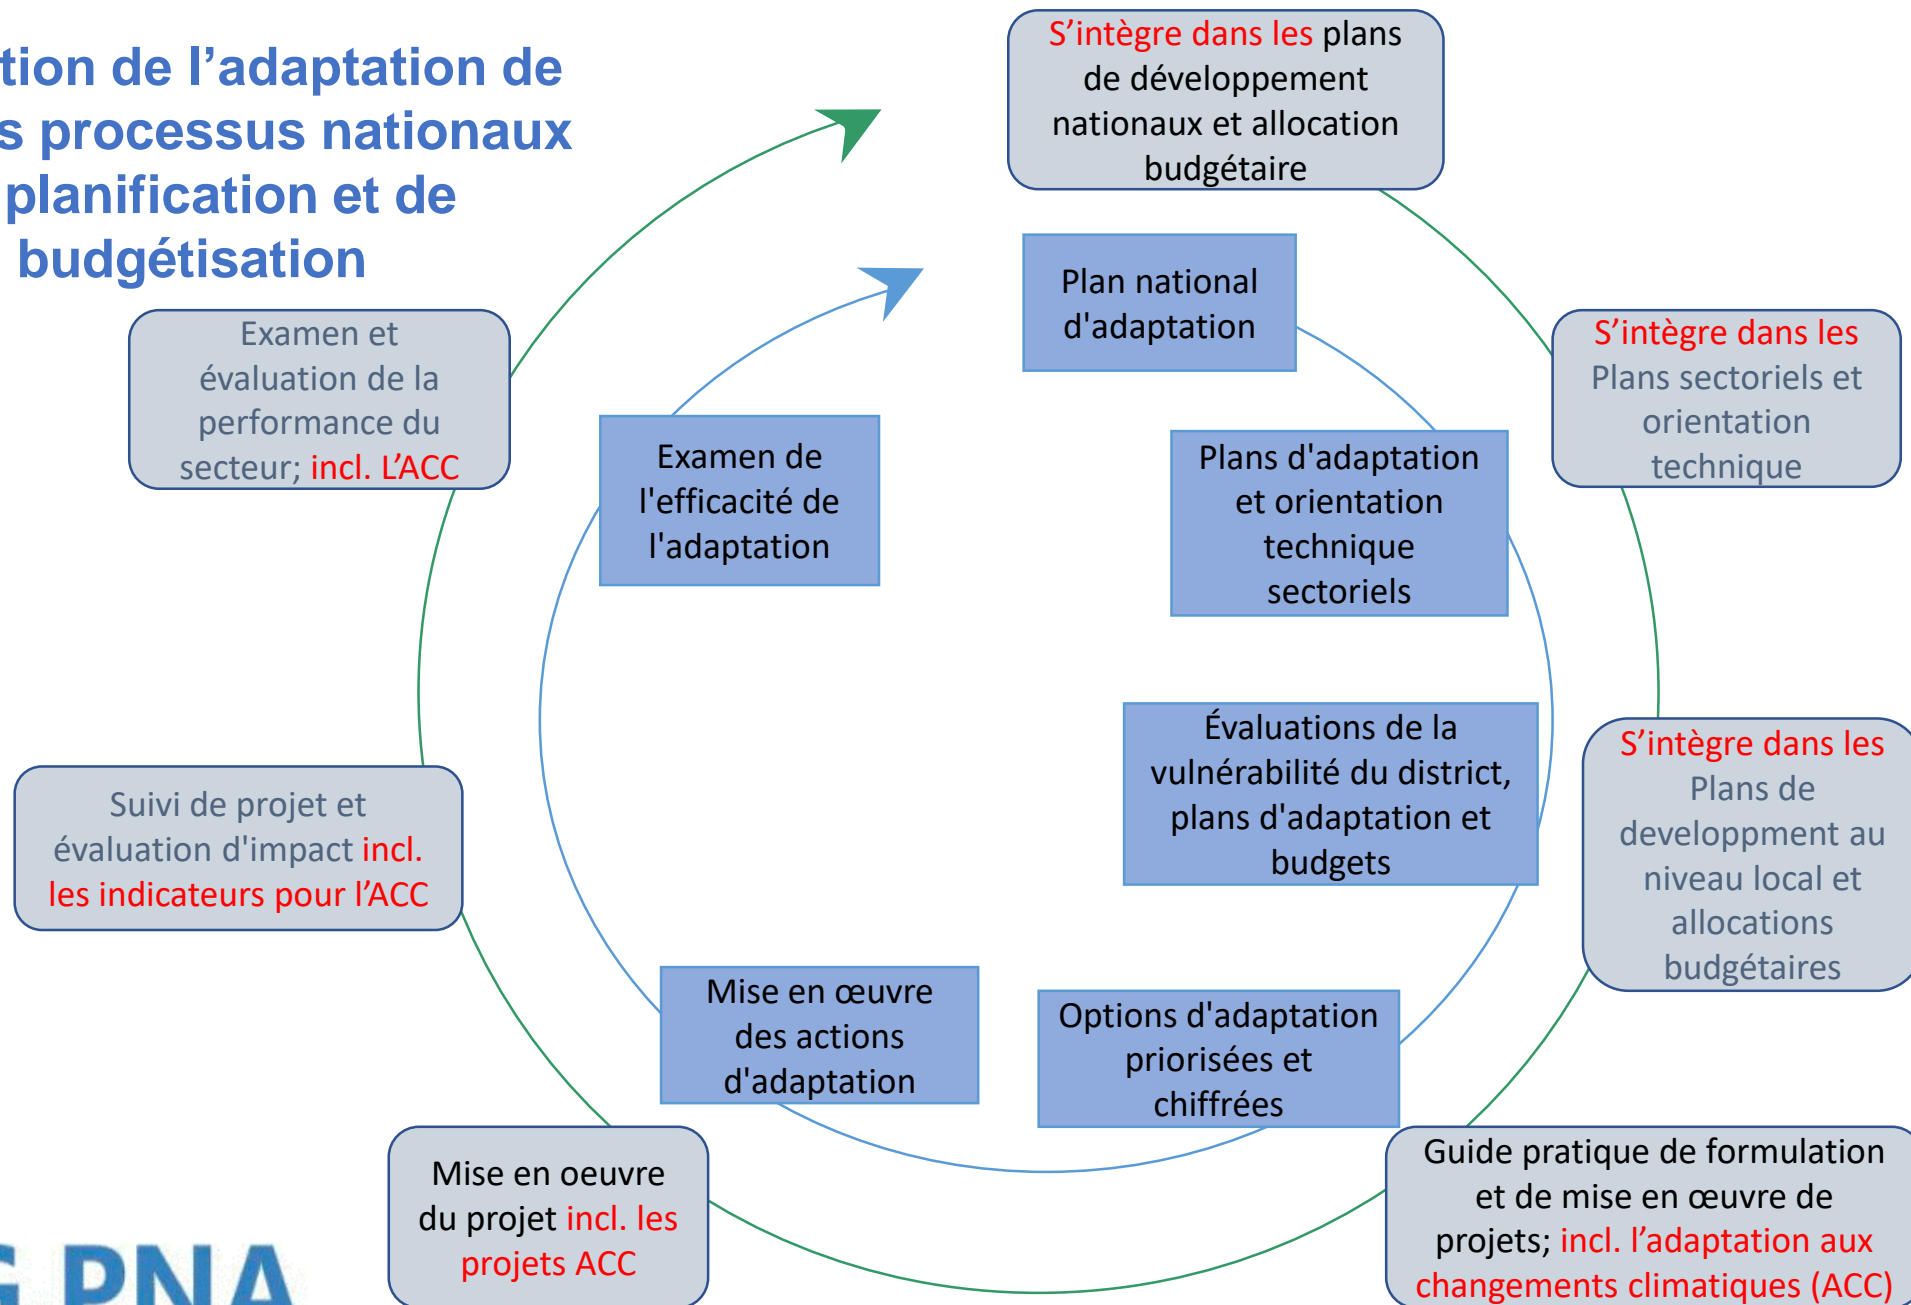 tion de l’adaptation de
s processus nationaux
planification et de
budgétisation
S’intègre dans les plans
de développement
nationaux et allocation
budgétaire
Plan national
d'adaptation
S’intègre dans les
Plans sectoriels et
orientation
technique
Plans d'adaptation
et orientation
technique
sectoriels
Évaluations de la
vulnérabilité du district,
plans d'adaptation et
budgets
S’intègre dans les
Plans de
developpment au
niveau local et
allocations
budgétaires
Options d'adaptation
priorisées et
chiffrées
Guide pratique de formulation
et de mise en œuvre de
projets; incl. l’adaptation aux
changements climatiques (ACC)
Mise en œuvre
des actions
d'adaptation
Mise en oeuvre
du projet incl. les
projets ACC
Suivi de projet et
évaluation d'impact incl.
les indicateurs pour l’ACC
Examen de
l'efficacité de
l'adaptation
Examen et
évaluation de la
performance du
secteur; incl. L’ACC
G PNA